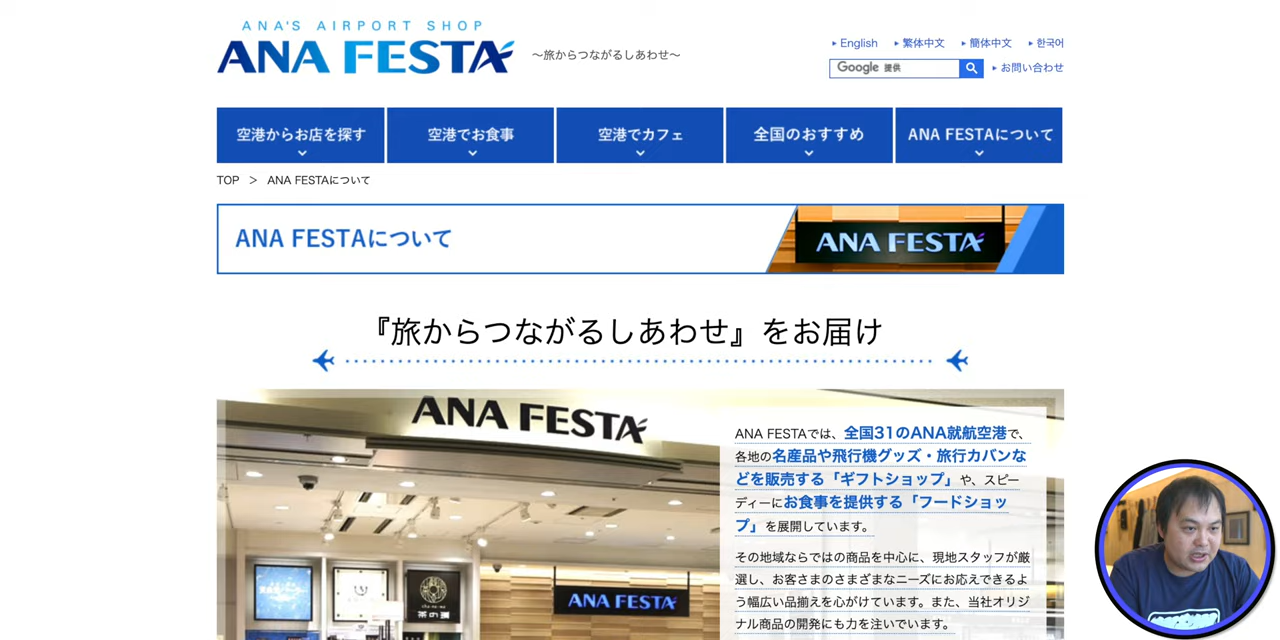 ANA'S AIRPORT SHOP
ANA FESTA
〜旅からつながるしあわせ〜
English 繁体中文 簡体中文 한국어
Google 提供
お問い合わせ
空港からお店を探す
空港でお食事
空港でカフェ
全国のおすすめ
ANA FESTAについて
TOP > ANA FESTAについて
ANA FESTAについて
ANA FESTA
『旅からつながるしあわせ』をお届け
ANA FESTA
ANA FESTAでは、全国31のANA就航空港で、
各地の名産品や飛行機グッズ・旅行カバンな
どを販売する「ギフトショップ」や、スピー
ディーにお食事を提供する「フードショッ
プ」を展開しています。
その地域ならではの商品を中心に、現地スタッフが厳
選し、お客さまのさまざまなニーズにお応えできるよ
う幅広い品揃えを心がけています。また、当社オリジ
ナル商品の開発にも力を注いでいます。
ANA FESTA
茶の菓